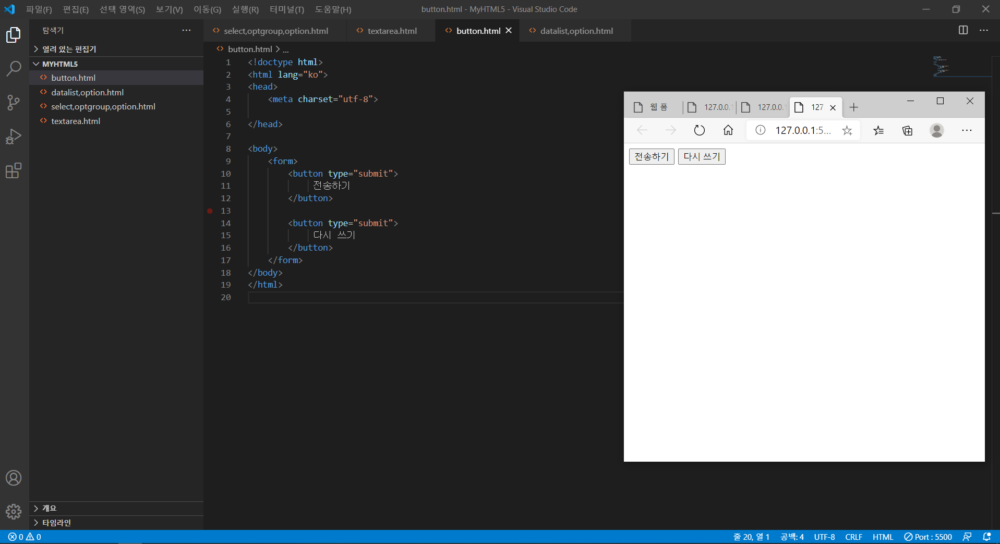 파일(F) 편집(E) 선택 영역(S) 보기(V) 이동(G) 실행(R) 터미널(T) 도움말(H) button.html - MyHTML5 - Visual Studio Code
탐색기
열려 있는 편집기
MYHTML5
button.html
datalist,option.html
select,optgroup,option.html
textarea.html
개요
타임라인
select,optgroup,option.html textarea.html button.html datalist,option.html
button.html > ...
1 <!doctype html>
2 <html lang="ko">
3 <head>
4 <meta charset="utf-8">
5
6 </head>
7
8 <body>
9 <form>
10 <button type="submit">
11 전송하기
12 </button>
13
14 <button type="submit">
15 다시 쓰기
16 </button>
17 </form>
18 </body>
19 </html>
20
웹 폼 127.0.0.1 127.0.0.1 127
127.0.0.1:5...
전송하기 다시 쓰기
0 0 줄 20, 열 1 공백: 4 UTF-8 CRLF HTML Port : 5500